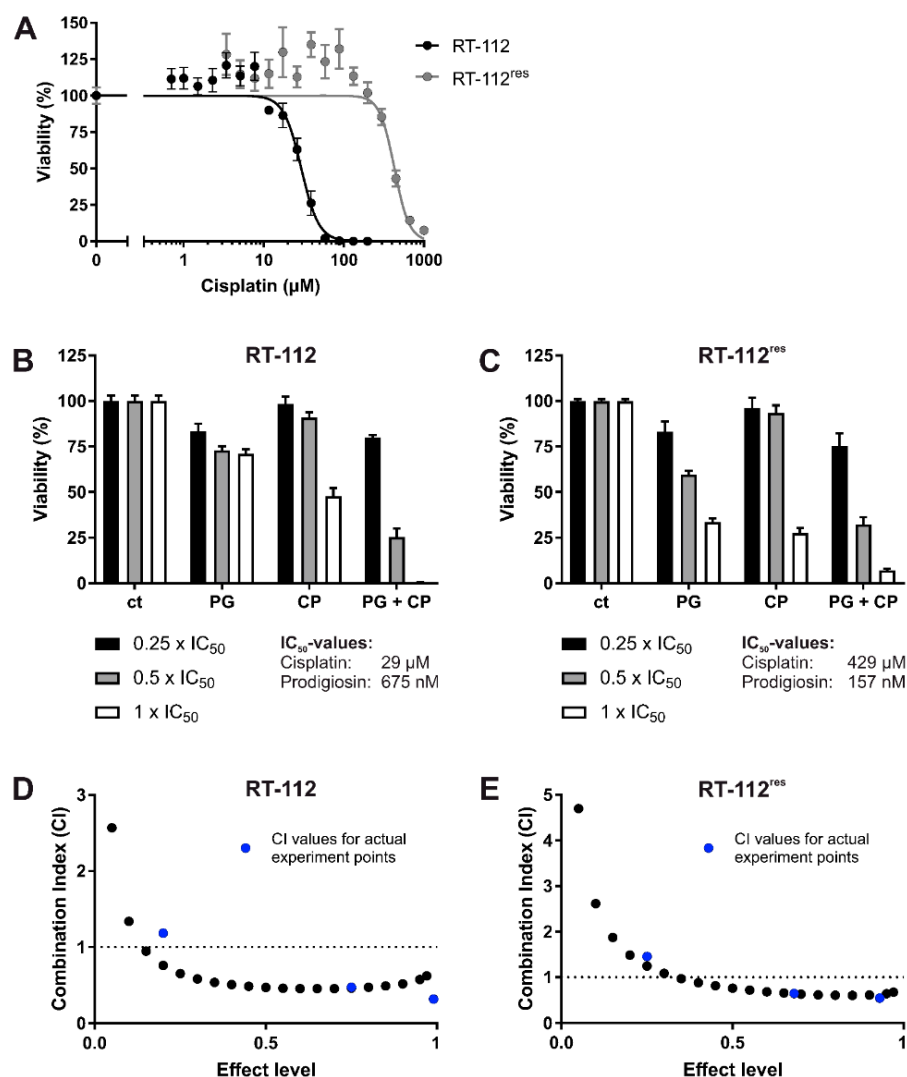 A
Viability (%)
150
125
100
75
50
25
0
0
1
10
100
1000
Cisplatin (µM)
RT-112
RT-112res
B
RT-112
Viability (%)
125
100
75
50
25
0
ct
PG
CP
PG + CP
0.25 x IC50
0.5 x IC50
1 x IC50
IC50-values:
Cisplatin: 29 µM
Prodigiosin: 675 nM
C
RT-112res
Viability (%)
125
100
75
50
25
0
ct
PG
CP
PG + CP
0.25 x IC50
0.5 x IC50
1 x IC50
IC50-values:
Cisplatin: 429 µM
Prodigiosin: 157 nM
D
RT-112
Combination Index (CI)
3
2
1
0
0.0
0.5
1
Effect level
CI values for actual
experiment points
E
RT-112res
Combination Index (CI)
5
4
3
2
1
0
0.0
0.5
1
Effect level
CI values for actual
experiment points